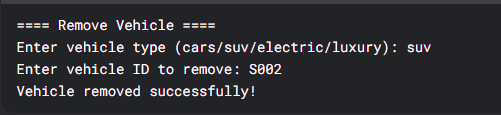 ==== Remove Vehicle ====
Enter vehicle type (cars/suv/electric/luxury): suv
Enter vehicle ID to remove: S002
Vehicle removed successfully!